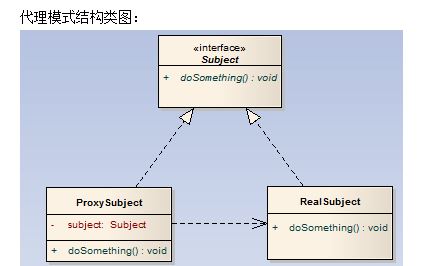 代理模式结构类图：
«interface»
Subject
+ doSomething() : void
ProxySubject
- subject: Subject
+ doSomething() : void
RealSubject
+ doSomething() : void